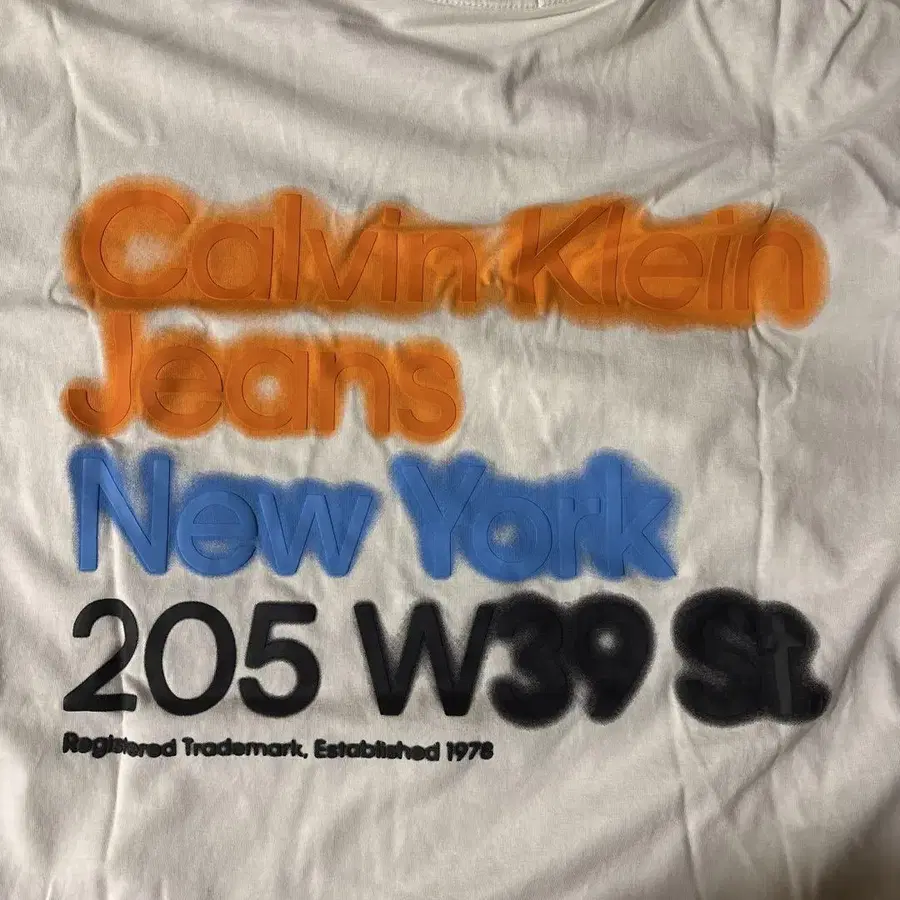 Calvin Klein
Jeans
New York
205 W39 St.
Registered Trademark, Established 1978